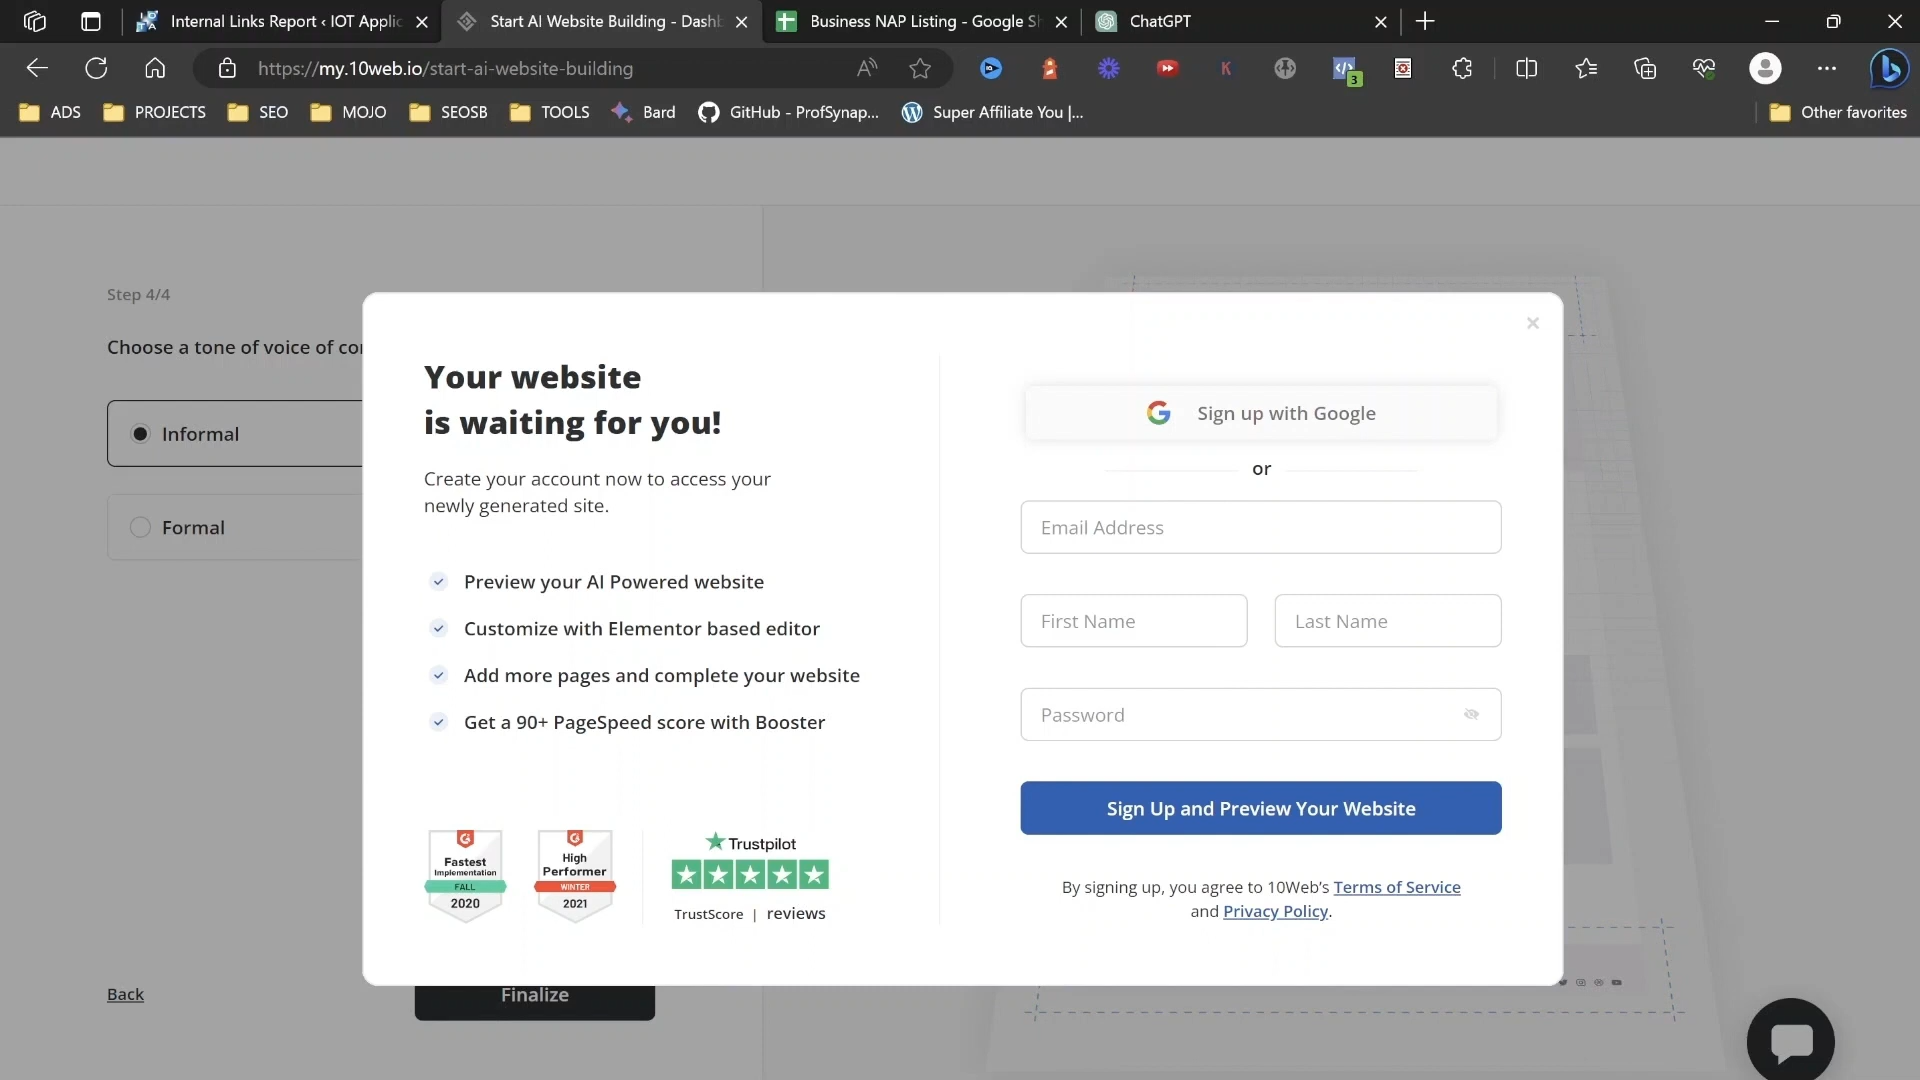 Internal Links Report ‹ IOT Applic
Start AI Website Building - Dashb
Business NAP Listing - Google Sh
ChatGPT
https://my.10web.io/start-ai-website-building
3
ADS
PROJECTS
SEO
MOJO
SEOSB
TOOLS
Bard
GitHub - ProfSynap...
Super Affiliate You |...
Other favorites
Step 4/4
Choose a tone of voice of co
Informal
Formal
Back
Finalize
Your website
is waiting for you!
Create your account now to access your
newly generated site.
Preview your AI Powered website
Customize with Elementor based editor
Add more pages and complete your website
Get a 90+ PageSpeed score with Booster
Fastest
Implementation
FALL
2020
High
Performer
WINTER
2021
Trustpilot
TrustScore | reviews
Sign up with Google
or
Email Address
First Name
Last Name
Password
Sign Up and Preview Your Website
By signing up, you agree to 10Web's Terms of Service
and Privacy Policy.